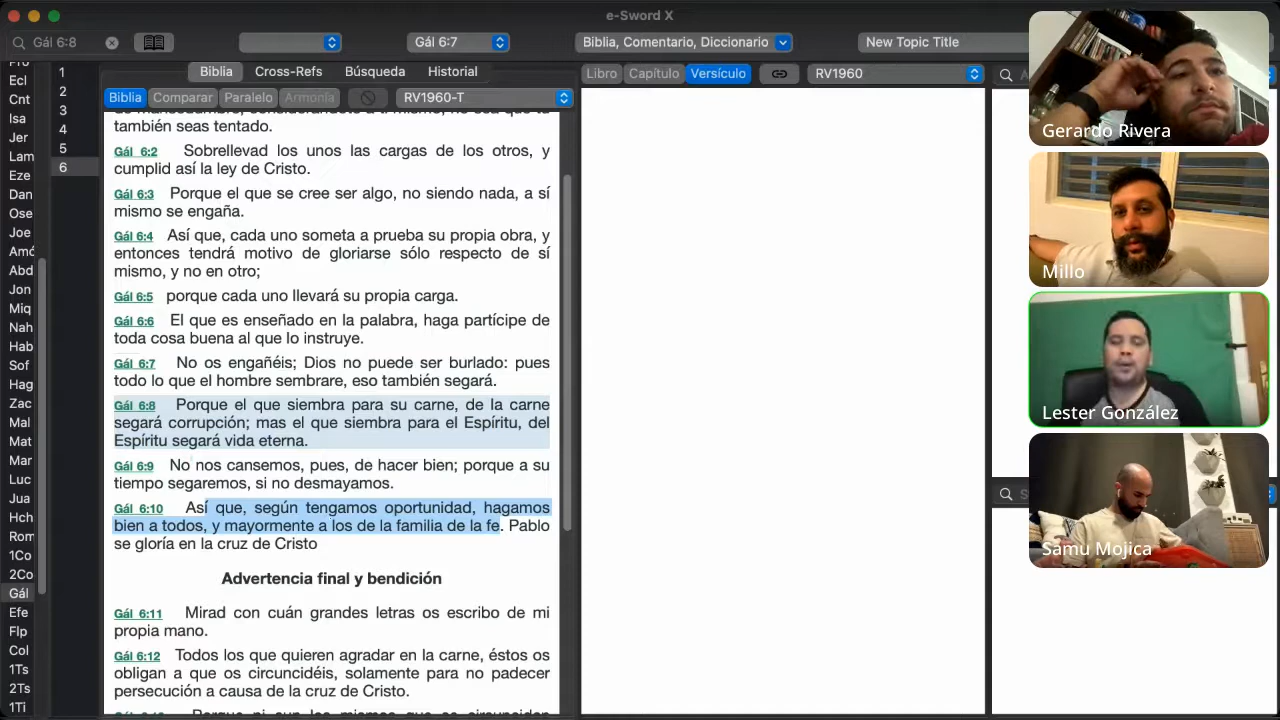 e-Sword X
Gál 6:8
Gál 6:7
Biblia, Comentario, Diccionario
New Topic Title
Biblia
Cross-Refs
Búsqueda
Historial
Libro
Capítulo
Versículo
RV1960
Biblia
Comparar
Paralelo
Armonía
RV1960-T
Ecl
Cnt
Isa
Jer
Lam
Eze
Dan
Ose
Joe
Amó
Abd
Jon
Miq
Nah
Hab
Sof
Hag
Zac
Mal
Mat
Mar
Luc
Jua
Hch
Rom
1Co
2Co
Gál
Efe
Flp
Col
1Ts
2Ts
1Ti
1
2
3
4
5
6
de mansedumbre, considerándote a ti mismo, no sea que tú
también seas tentado.
Gál 6:2 Sobrellevad los unos las cargas de los otros, y
cumplid así la ley de Cristo.
Gál 6:3 Porque el que se cree ser algo, no siendo nada, a sí
mismo se engaña.
Gál 6:4 Así que, cada uno someta a prueba su propia obra, y
entonces tendrá motivo de gloriarse sólo respecto de sí
mismo, y no en otro;
Gál 6:5 porque cada uno llevará su propia carga.
Gál 6:6 El que es enseñado en la palabra, haga partícipe de
toda cosa buena al que lo instruye.
Gál 6:7 No os engañéis; Dios no puede ser burlado: pues
todo lo que el hombre sembrare, eso también segará.
Gál 6:8 Porque el que siembra para su carne, de la carne
segará corrupción; mas el que siembra para el Espíritu, del
Espíritu segará vida eterna.
Gál 6:9 No nos cansemos, pues, de hacer bien; porque a su
tiempo segaremos, si no desmayamos.
Gál 6:10 Así que, según tengamos oportunidad, hagamos
bien a todos, y mayormente a los de la familia de la fe. Pablo
se gloría en la cruz de Cristo
Advertencia final y bendición
Gál 6:11 Mirad con cuán grandes letras os escribo de mi
propia mano.
Gál 6:12 Todos los que quieren agradar en la carne, éstos os
obligan a que os circuncidéis, solamente para no padecer
persecución a causa de la cruz de Cristo.
Gerardo Rivera
Millo
Lester González
Samu Mojica